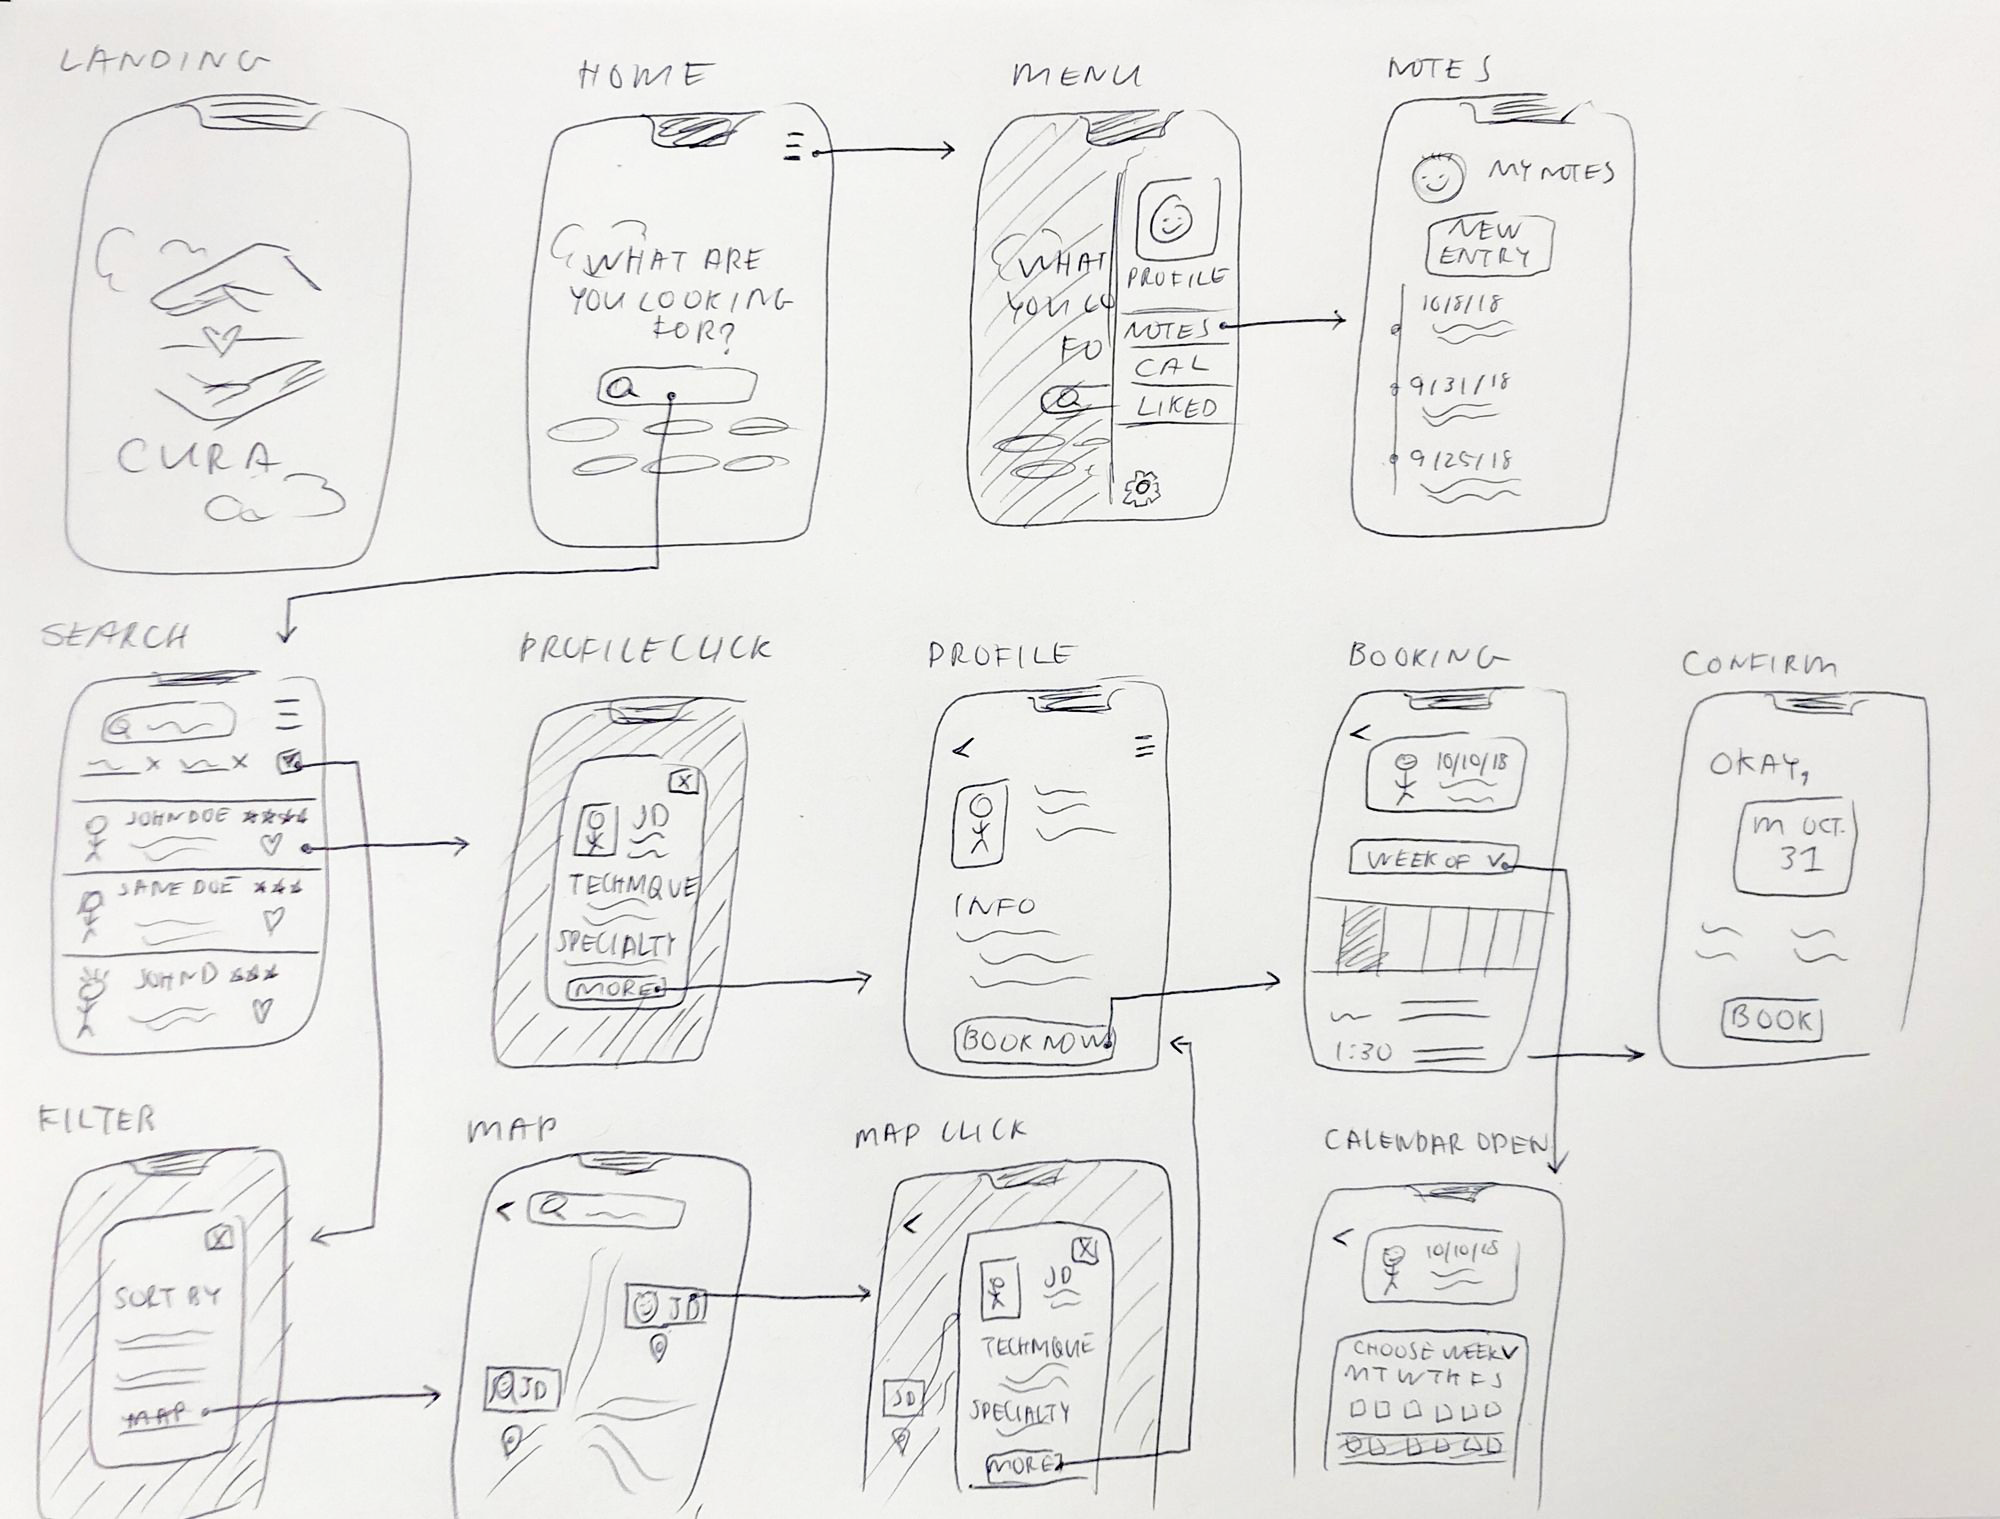 LANDING
CURA
HOME
WHAT ARE
YOU LOOKING
FOR?
MENU
WHAT
YOU LO
FO
PROFILE
NOTES
CAL
LIKED
NOTES
MY NOTES
NEW
ENTRY
10/8/18
9/31/18
9/25/18
SEARCH
JOHN DOE
JANE DOE
JOHN D
PROFILE CLICK
X
JD
TECHNIQUE
SPECIALTY
MORE
PROFILE
<
INFO
BOOK NOW
BOOKING
<
10/10/18
WEEK OF V
1:30
CONFIRM
OKAY,
M OCT.
31
BOOK
FILTER
X
SORT BY
MAP
MAP
<
JD
JD
MAP CLICK
<
X
JD
JD
TECHNIQUE
SPECIALTY
MORE
CALENDAR OPEN
<
10/10/18
CHOOSE WEEK V
M T W TH F S